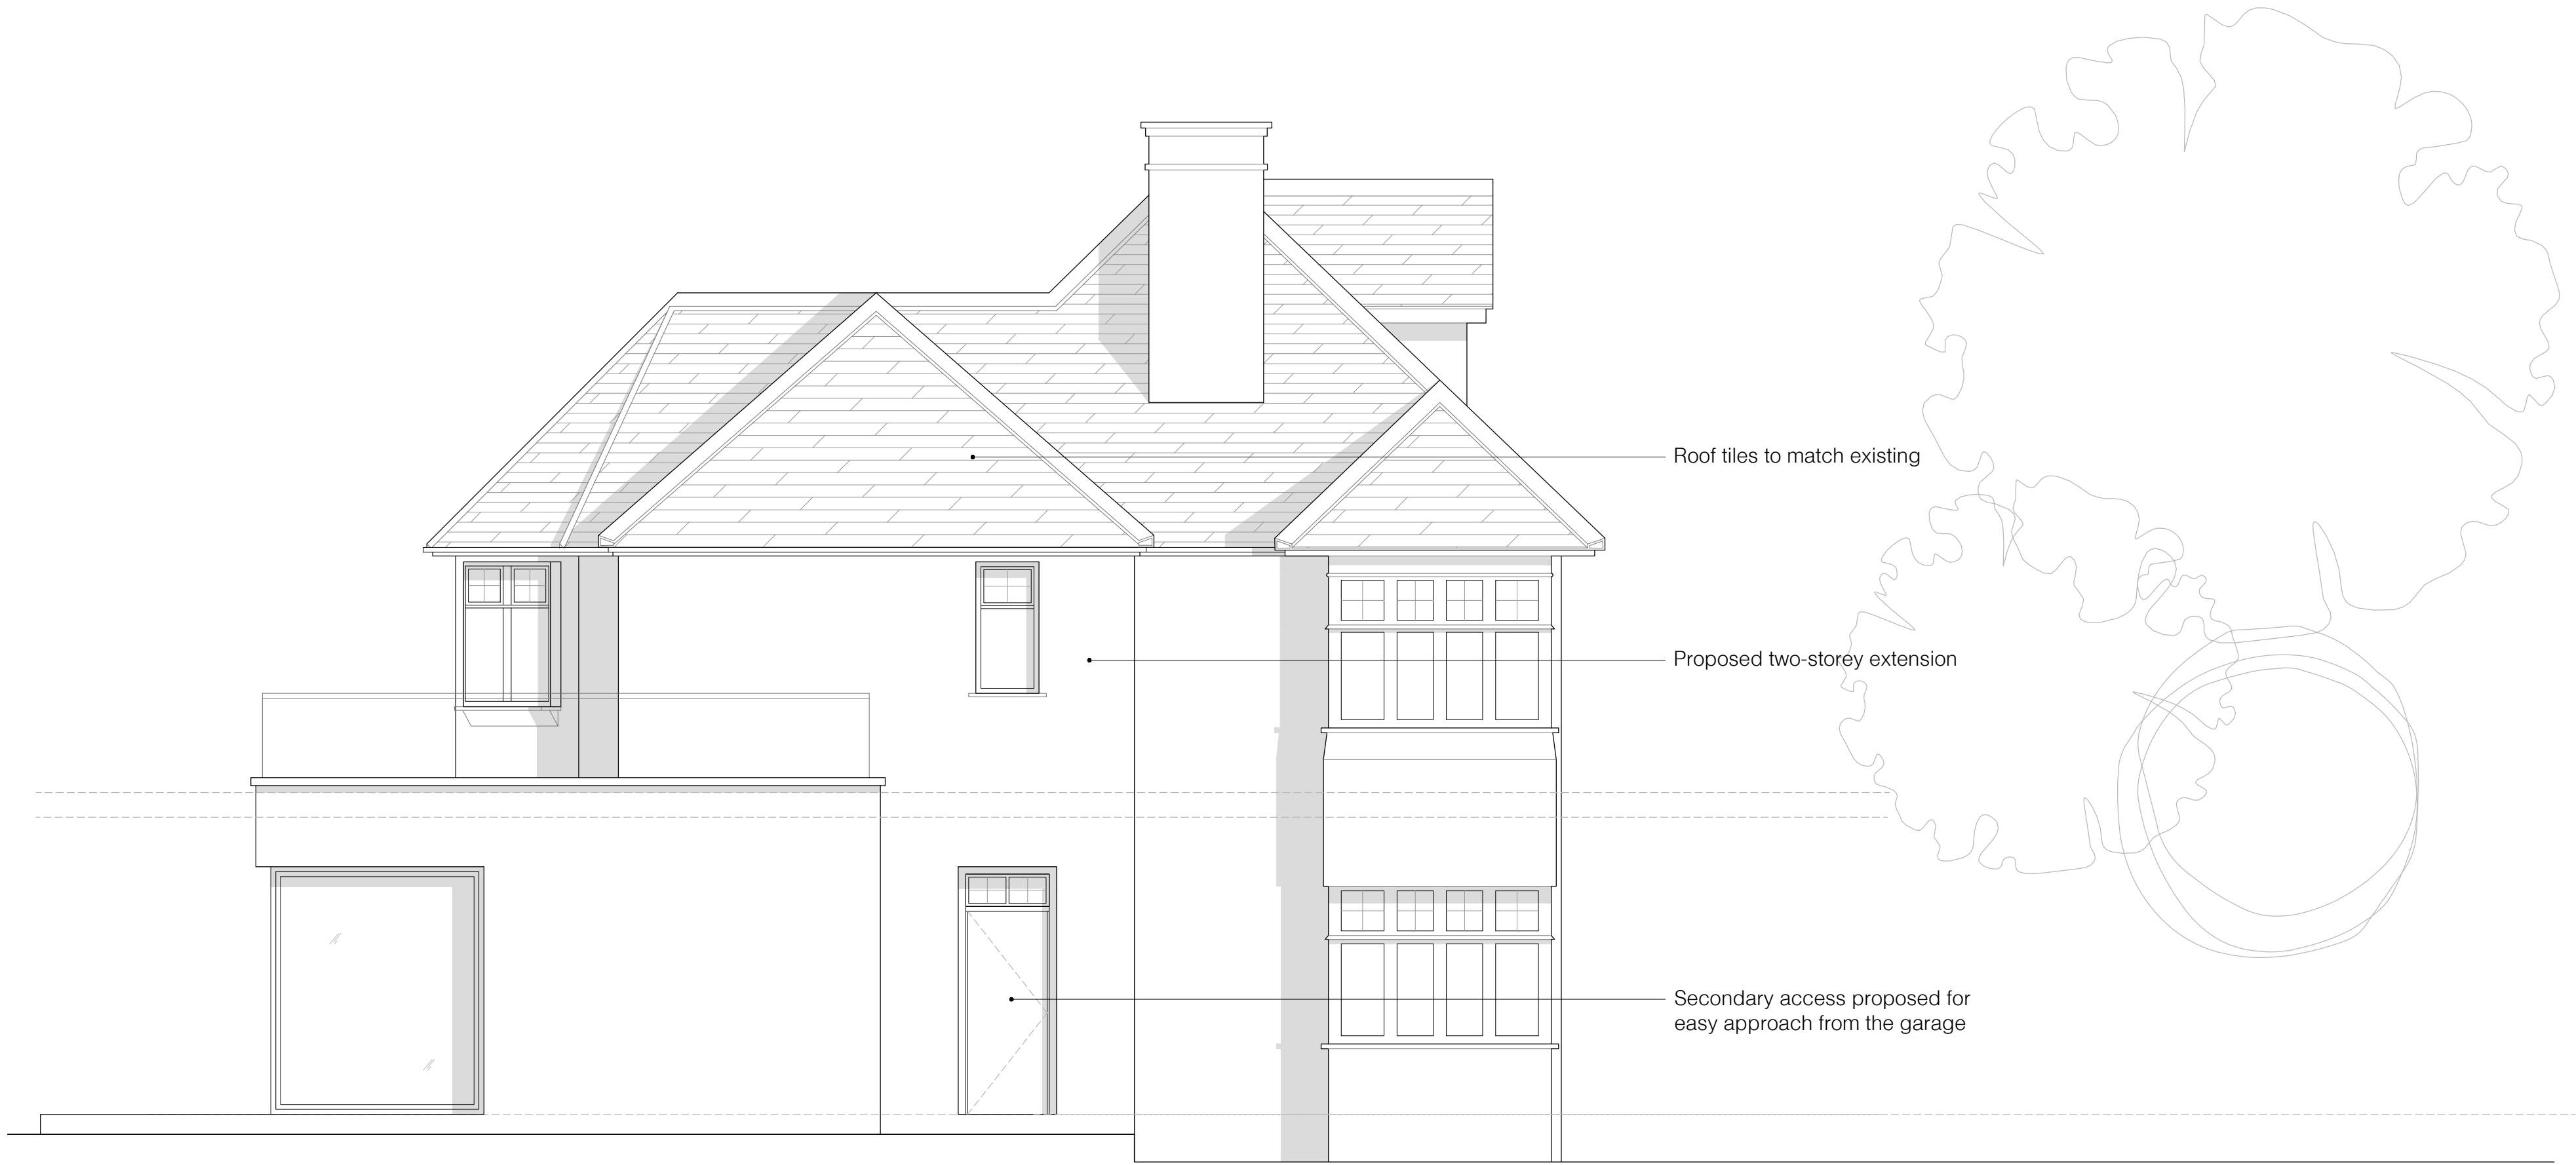 Roof tiles to match existing
Proposed two-storey extension
Secondary access proposed for
easy approach from the garage